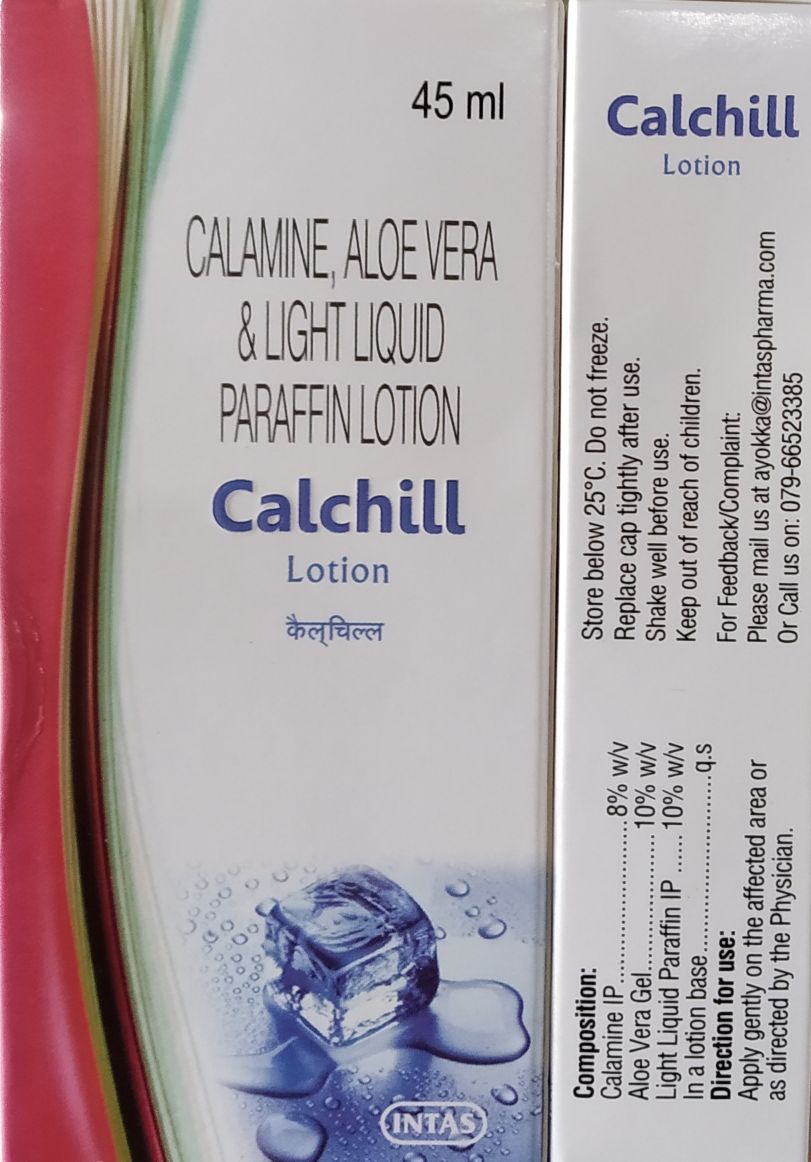 45 ml
CALAMINE, ALOE VERA
& LIGHT LIQUID
PARAFFIN LOTION
Calchill
Lotion
कैल्‌चिल्ल
INTAS
Calchill
Lotion
Composition:
Calamine IP..............................8% w/v
Aloe Vera Gel........................10% w/v
Light Liquid Paraffin IP ......10% w/v
In a lotion base..............................q.s
Direction for use:
Apply gently on the affected area or
as directed by the Physician.
Store below 25°C. Do not freeze.
Replace cap tightly after use.
Shake well before use.
Keep out of reach of children.
For Feedback/Complaint:
Please mail us at ayokka@intaspharma.com
Or Call us on: 079-66523385